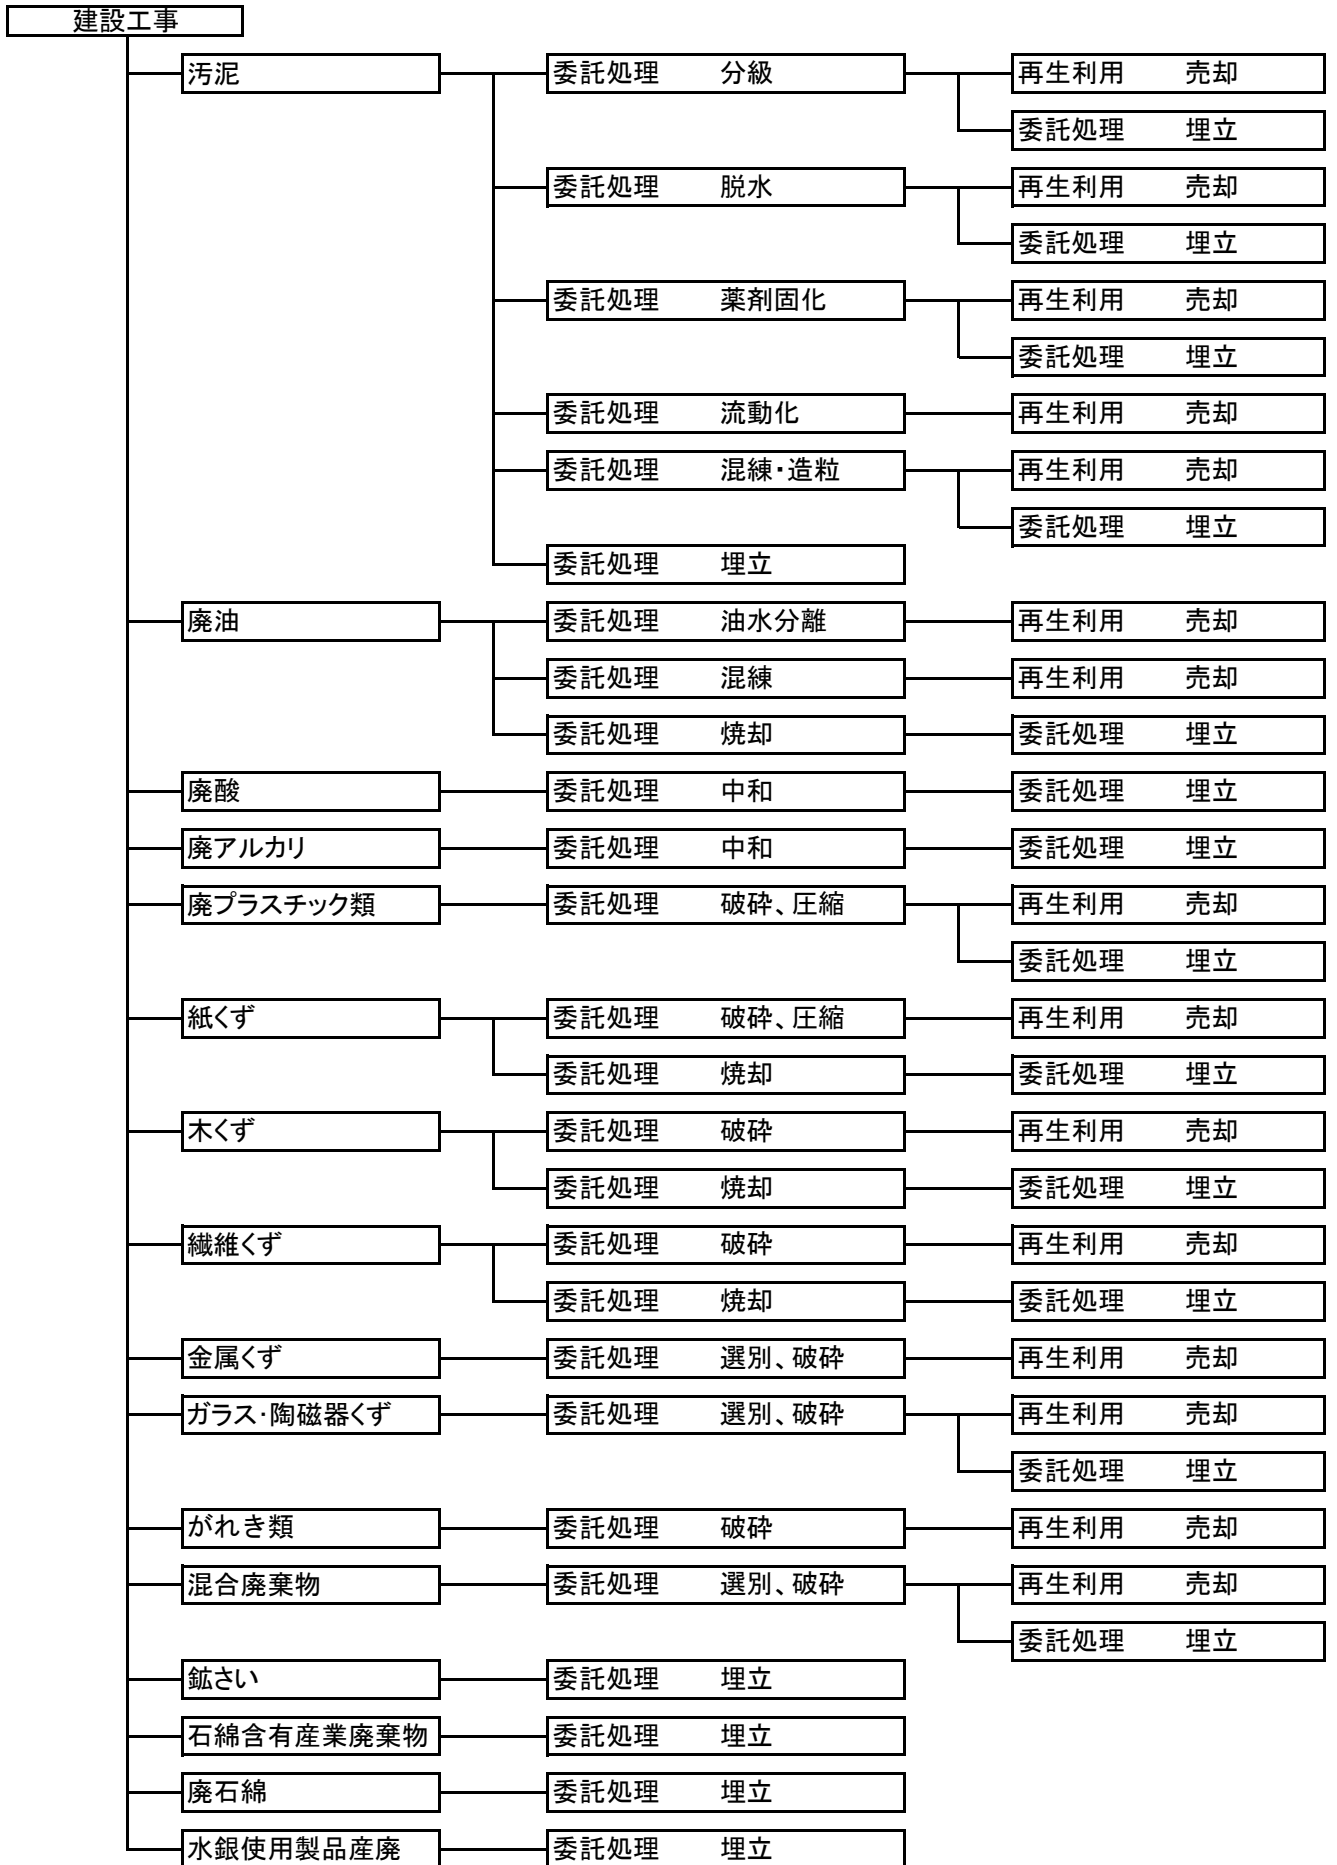 建設工事
汚泥 委託処理 分級 再生利用 売却
委託処理 埋立
委託処理 脱水 再生利用 売却
委託処理 埋立
委託処理 薬剤固化 再生利用 売却
委託処理 埋立
委託処理 流動化 再生利用 売却
委託処理 混練・造粒 再生利用 売却
委託処理 埋立
委託処理 埋立
廃油 委託処理 油水分離 再生利用 売却
委託処理 混練 再生利用 売却
委託処理 焼却 委託処理 埋立
廃酸 委託処理 中和 委託処理 埋立
廃アルカリ 委託処理 中和 委託処理 埋立
廃プラスチック類 委託処理 破砕、圧縮 再生利用 売却
委託処理 埋立
紙くず 委託処理 破砕、圧縮 再生利用 売却
委託処理 焼却 委託処理 埋立
木くず 委託処理 破砕 再生利用 売却
委託処理 焼却 委託処理 埋立
繊維くず 委託処理 破砕 再生利用 売却
委託処理 焼却 委託処理 埋立
金属くず 委託処理 選別、破砕 再生利用 売却
ガラス・陶磁器くず 委託処理 選別、破砕 再生利用 売却
委託処理 埋立
がれき類 委託処理 破砕 再生利用 売却
混合廃棄物 委託処理 選別、破砕 再生利用 売却
委託処理 埋立
鉱さい 委託処理 埋立
石綿含有産業廃棄物 委託処理 埋立
廃石綿 委託処理 埋立
水銀使用製品産廃 委託処理 埋立